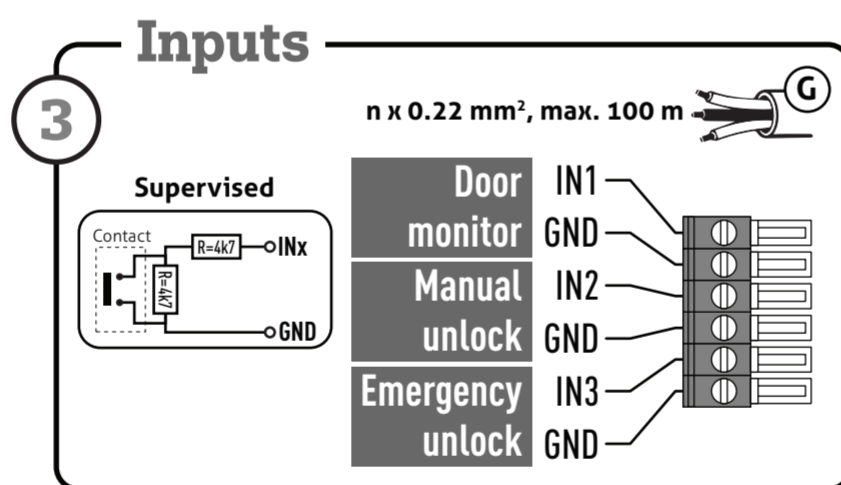 Inputs
3
n x 0.22 mm², max. 100 m
G
Supervised
Contact
R=4k7
INx
R=4k7
GND
Door
monitor
IN1
GND
Manual
unlock
IN2
GND
Emergency
unlock
IN3
GND